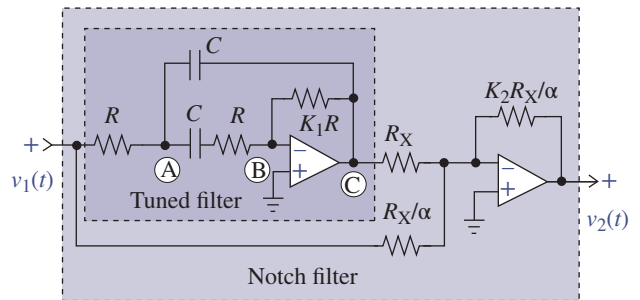 C
K₂Rₓ/α
R
C
R
K₁R
Rₓ
+
−
+
A
B
C
−
+
+
v₁(t)
Tuned filter
Rₓ/α
v₂(t)
Notch filter